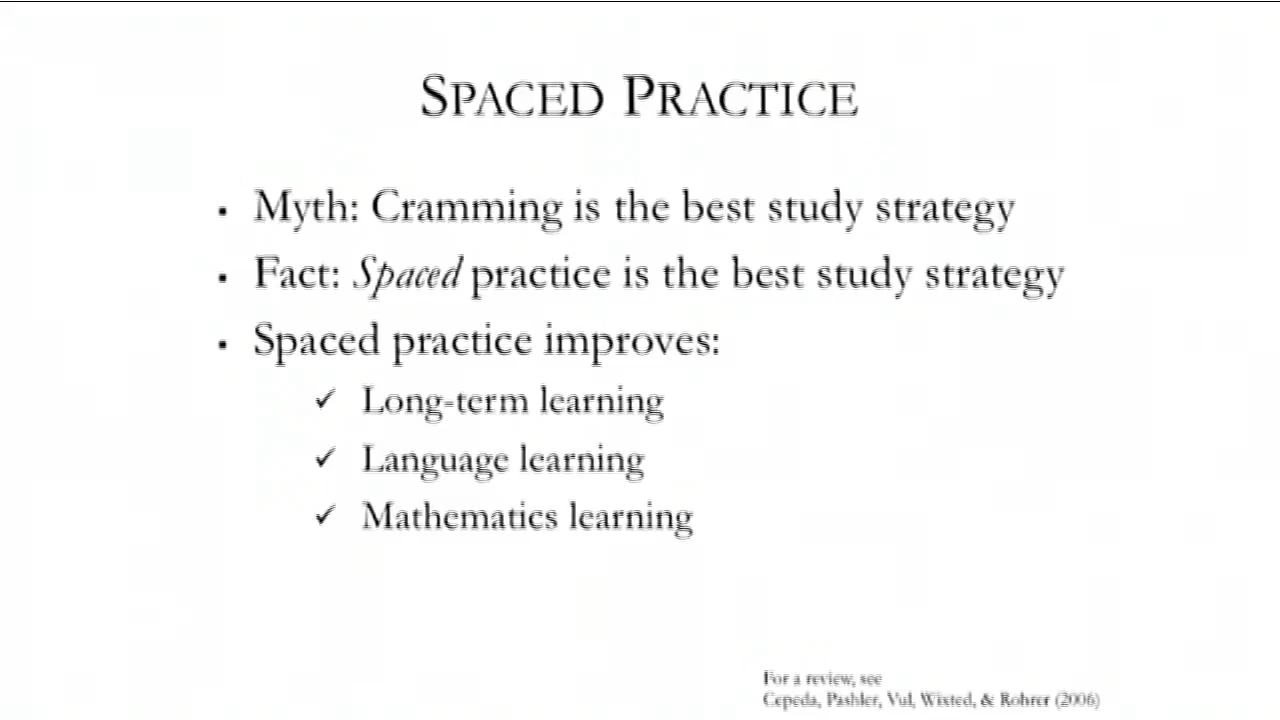 SPACED PRACTICE
▪ Myth: Cramming is the best study strategy
▪ Fact: Spaced practice is the best study strategy
▪ Spaced practice improves:
✓ Long-term learning
✓ Language learning
✓ Mathematics learning
For a review, see
Cepeda, Pashler, Vul, Wixted, & Rohrer (2006)